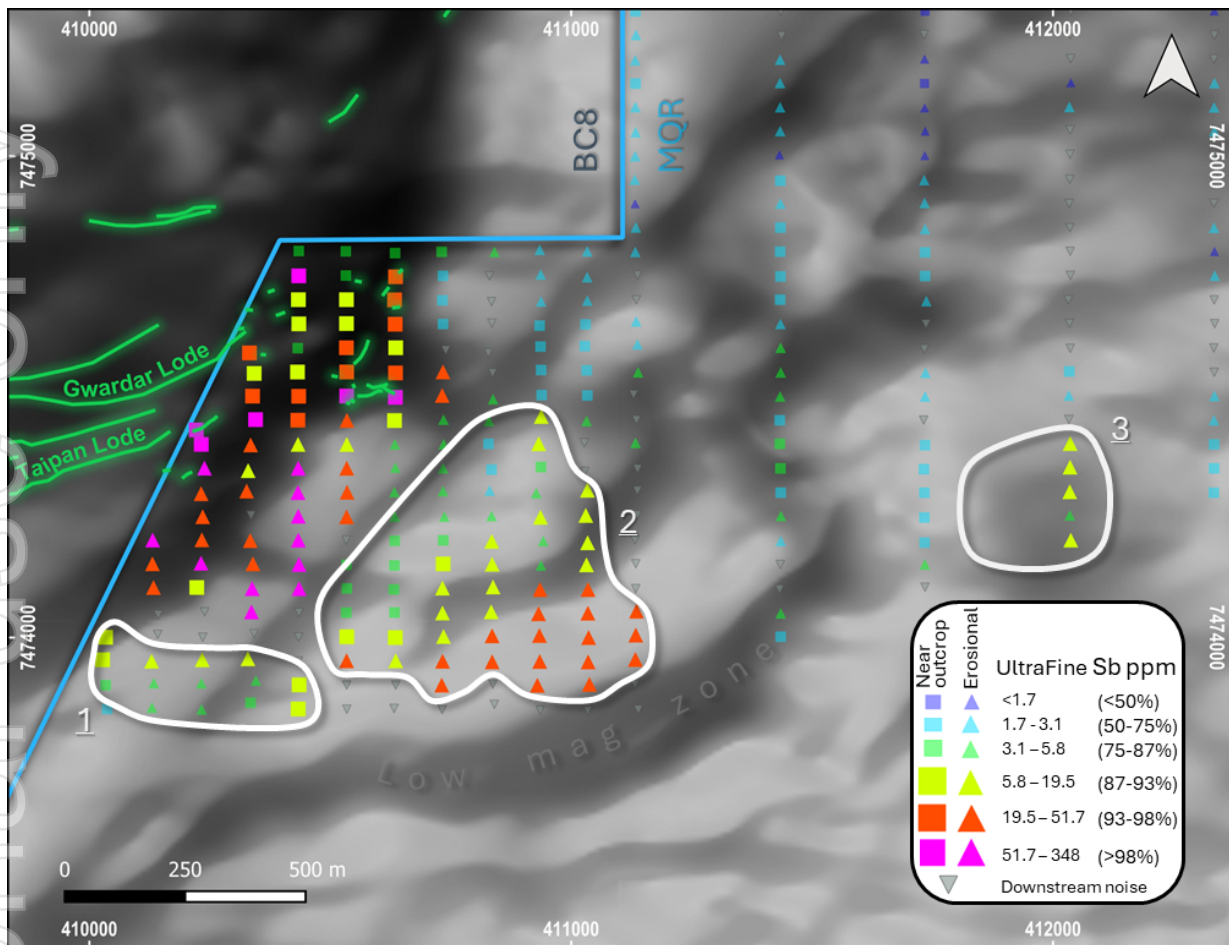 410000
411000
412000
7475000
7475000
BC8
MQR
Gwardar Lode
Taipan Lode
3
2
1
7474000
7474000
Low mag zone
Near outcrop
Erosional
UltraFine Sb ppm
<1.7 (<50%)
1.7 - 3.1 (50-75%)
3.1 – 5.8 (75-87%)
5.8 – 19.5 (87-93%)
19.5 – 51.7 (93-98%)
51.7 – 348 (>98%)
Downstream noise
0 250 500 m
410000
411000
412000